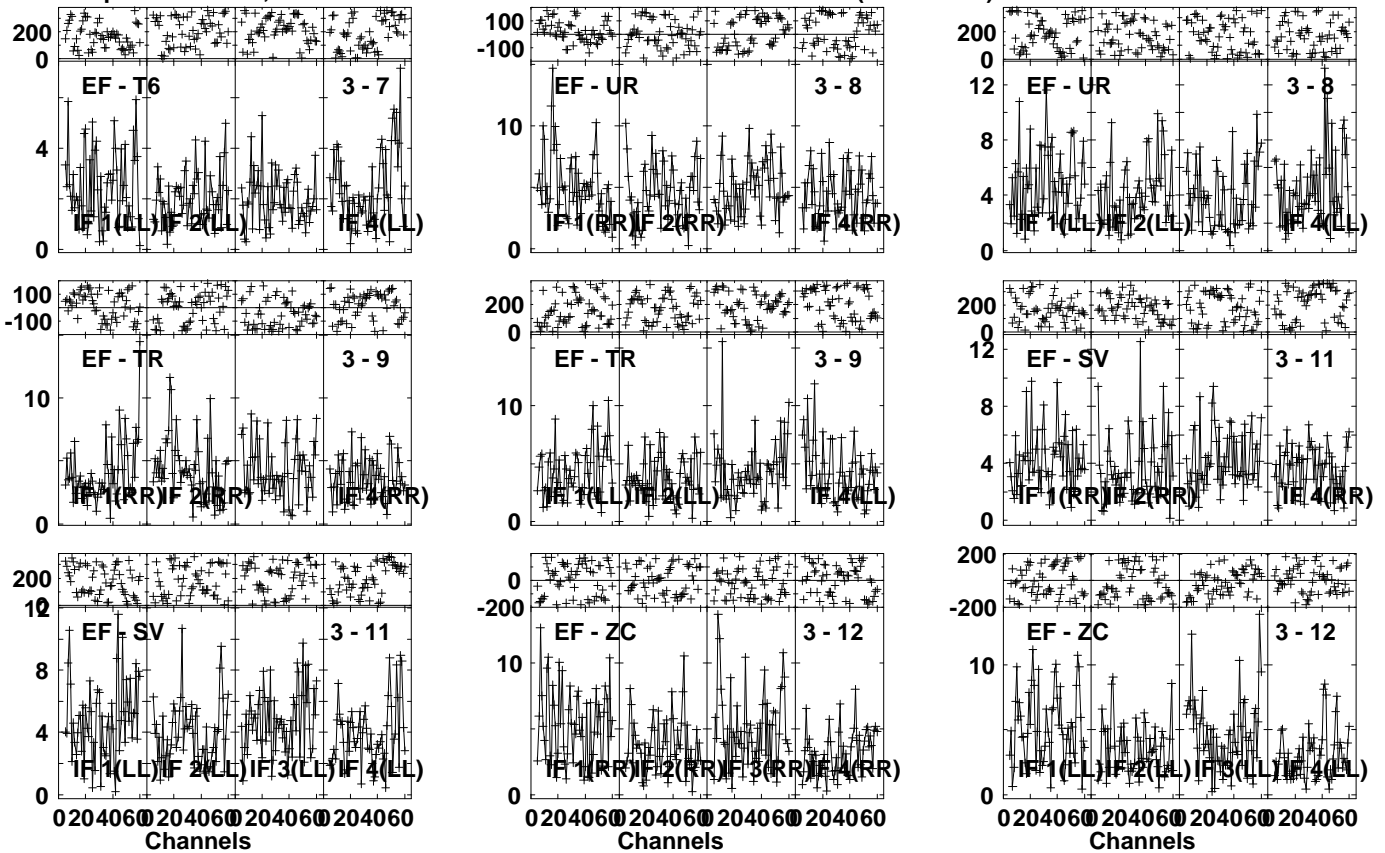 200
0
EF - T6 3 - 7
4
0
IF 1(LL) IF 2(LL) IF 4(LL)
100
-100
EF - UR 3 - 8
10
0
IF 1(RR) IF 2(RR) IF 4(RR)
200
0
12
EF - UR 3 - 8
8
4
0
IF 1(LL) IF 2(LL) IF 4(LL)
100
-100
EF - TR 3 - 9
10
0
IF 1(RR) IF 2(RR) IF 4(RR)
200
0
EF - TR 3 - 9
10
0
IF 1(LL) IF 2(LL) IF 4(LL)
200
0
12
EF - SV 3 - 11
8
4
0
IF 1(RR) IF 2(RR) IF 4(RR)
200
0
12
EF - SV 3 - 11
8
4
0
IF 1(LL) IF 2(LL) IF 3(LL) IF 4(LL)
0 20 40 60 0 20 40 60 0 20 40 60 0 20 40 60
Channels
0
-200
EF - ZC 3 - 12
10
0
IF 1(RR) IF 2(RR) IF 3(RR) IF 4(RR)
0 20 40 60 0 20 40 60 0 20 40 60 0 20 40 60
Channels
200
0
-200
EF - ZC 3 - 12
10
0
IF 1(LL) IF 2(LL) IF 3(LL) IF 4(LL)
0 20 40 60 0 20 40 60 0 20 40 60 0 20 40 60
Channels